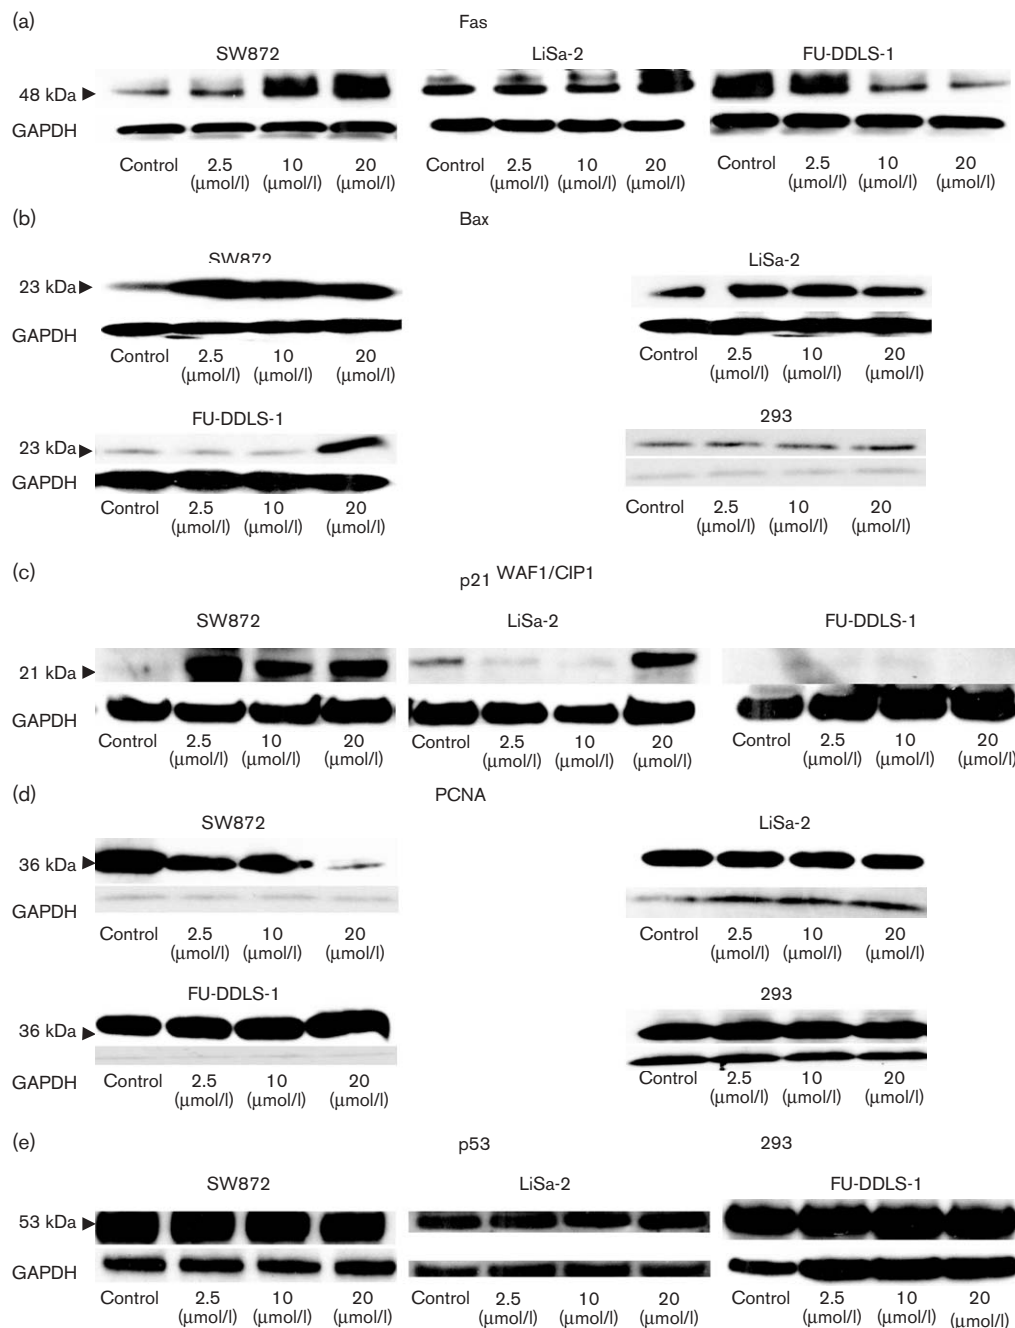 (a)
Fas
SW872 LiSa-2 FU-DDLS-1
48 kDa
GAPDH
Control 2.5 10 20 Control 2.5 10 20 Control 2.5 10 20
(μmol/l) (μmol/l) (μmol/l) (μmol/l) (μmol/l) (μmol/l) (μmol/l) (μmol/l) (μmol/l)
(b)
Bax
SW872 LiSa-2
23 kDa
GAPDH
Control 2.5 10 20 Control 2.5 10 20
(μmol/l) (μmol/l) (μmol/l) (μmol/l) (μmol/l) (μmol/l)
FU-DDLS-1 293
23 kDa
GAPDH
Control 2.5 10 20 Control 2.5 10 20
(μmol/l) (μmol/l) (μmol/l) (μmol/l) (μmol/l) (μmol/l)
(c)
p21 WAF1/CIP1
SW872 LiSa-2 FU-DDLS-1
21 kDa
GAPDH
Control 2.5 10 20 Control 2.5 10 20 Control 2.5 10 20
(μmol/l) (μmol/l) (μmol/l) (μmol/l) (μmol/l) (μmol/l) (μmol/l) (μmol/l) (μmol/l)
(d)
PCNA
SW872 LiSa-2
36 kDa
GAPDH
Control 2.5 10 20 Control 2.5 10 20
(μmol/l) (μmol/l) (μmol/l) (μmol/l) (μmol/l) (μmol/l)
FU-DDLS-1 293
36 kDa
GAPDH
Control 2.5 10 20 Control 2.5 10 20
(μmol/l) (μmol/l) (μmol/l) (μmol/l) (μmol/l) (μmol/l)
(e)
p53 293
SW872 LiSa-2 FU-DDLS-1
53 kDa
GAPDH
Control 2.5 10 20 Control 2.5 10 20 Control 2.5 10 20
(μmol/l) (μmol/l) (μmol/l) (μmol/l) (μmol/l) (μmol/l) (μmol/l) (μmol/l) (μmol/l)